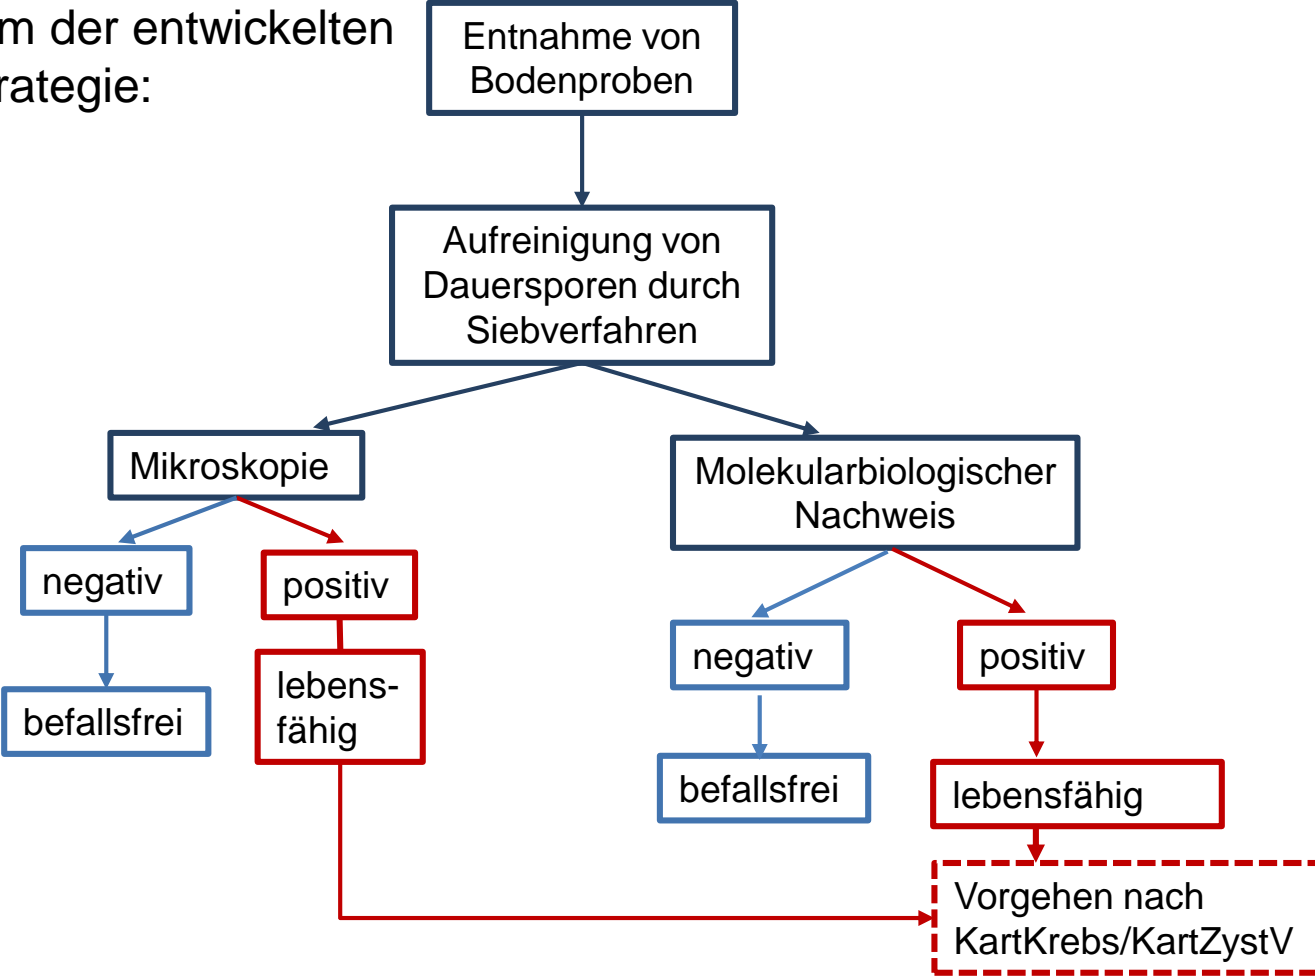 m der entwickelten
rategie:
Entnahme von
Bodenproben
Aufreinigung von
Dauersporen durch
Siebverfahren
Mikroskopie
negativ
befallsfrei
positiv
lebens-
fähig
Molekularbiologischer
Nachweis
negativ
befallsfrei
positiv
lebensfähig
Vorgehen nach
KartKrebs/KartZystV